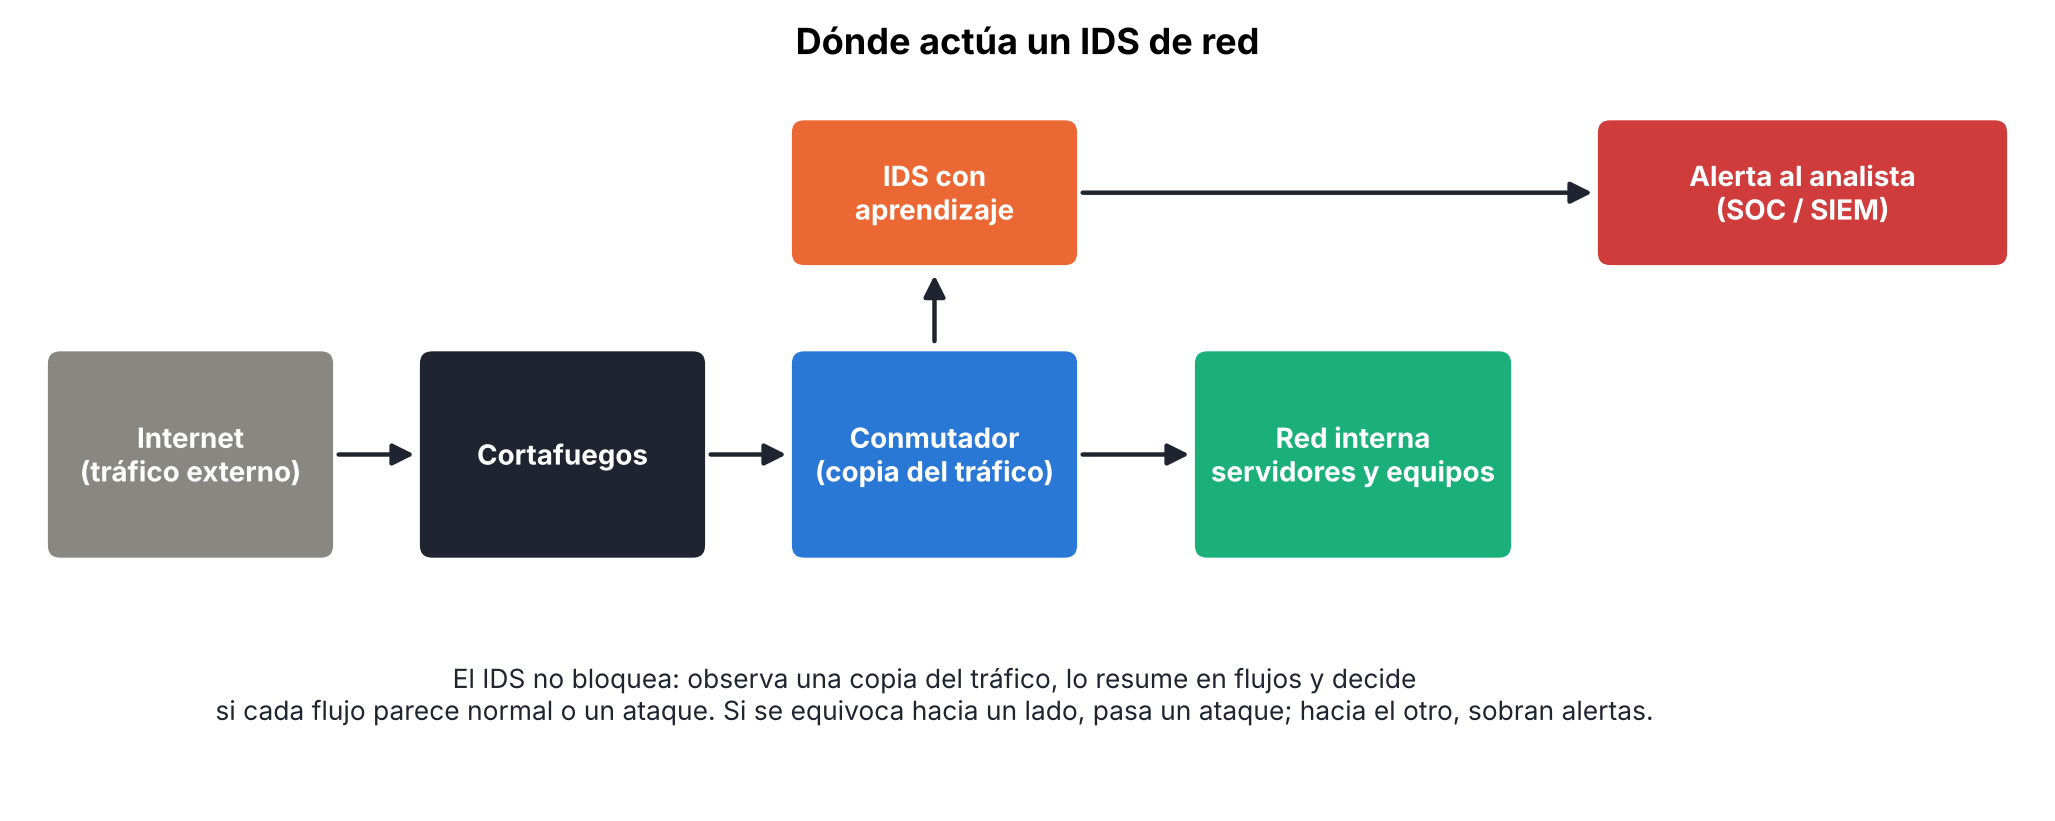 Dónde actúa un IDS de red
IDS con
aprendizaje
Alerta al analista
(SOC / SIEM)
Internet
(tráfico externo)
Cortafuegos
Conmutador
(copia del tráfico)
Red interna
servidores y equipos
El IDS no bloquea: observa una copia del tráfico, lo resume en flujos y decide
si cada flujo parece normal o un ataque. Si se equivoca hacia un lado, pasa un ataque; hacia el otro, sobran alertas.